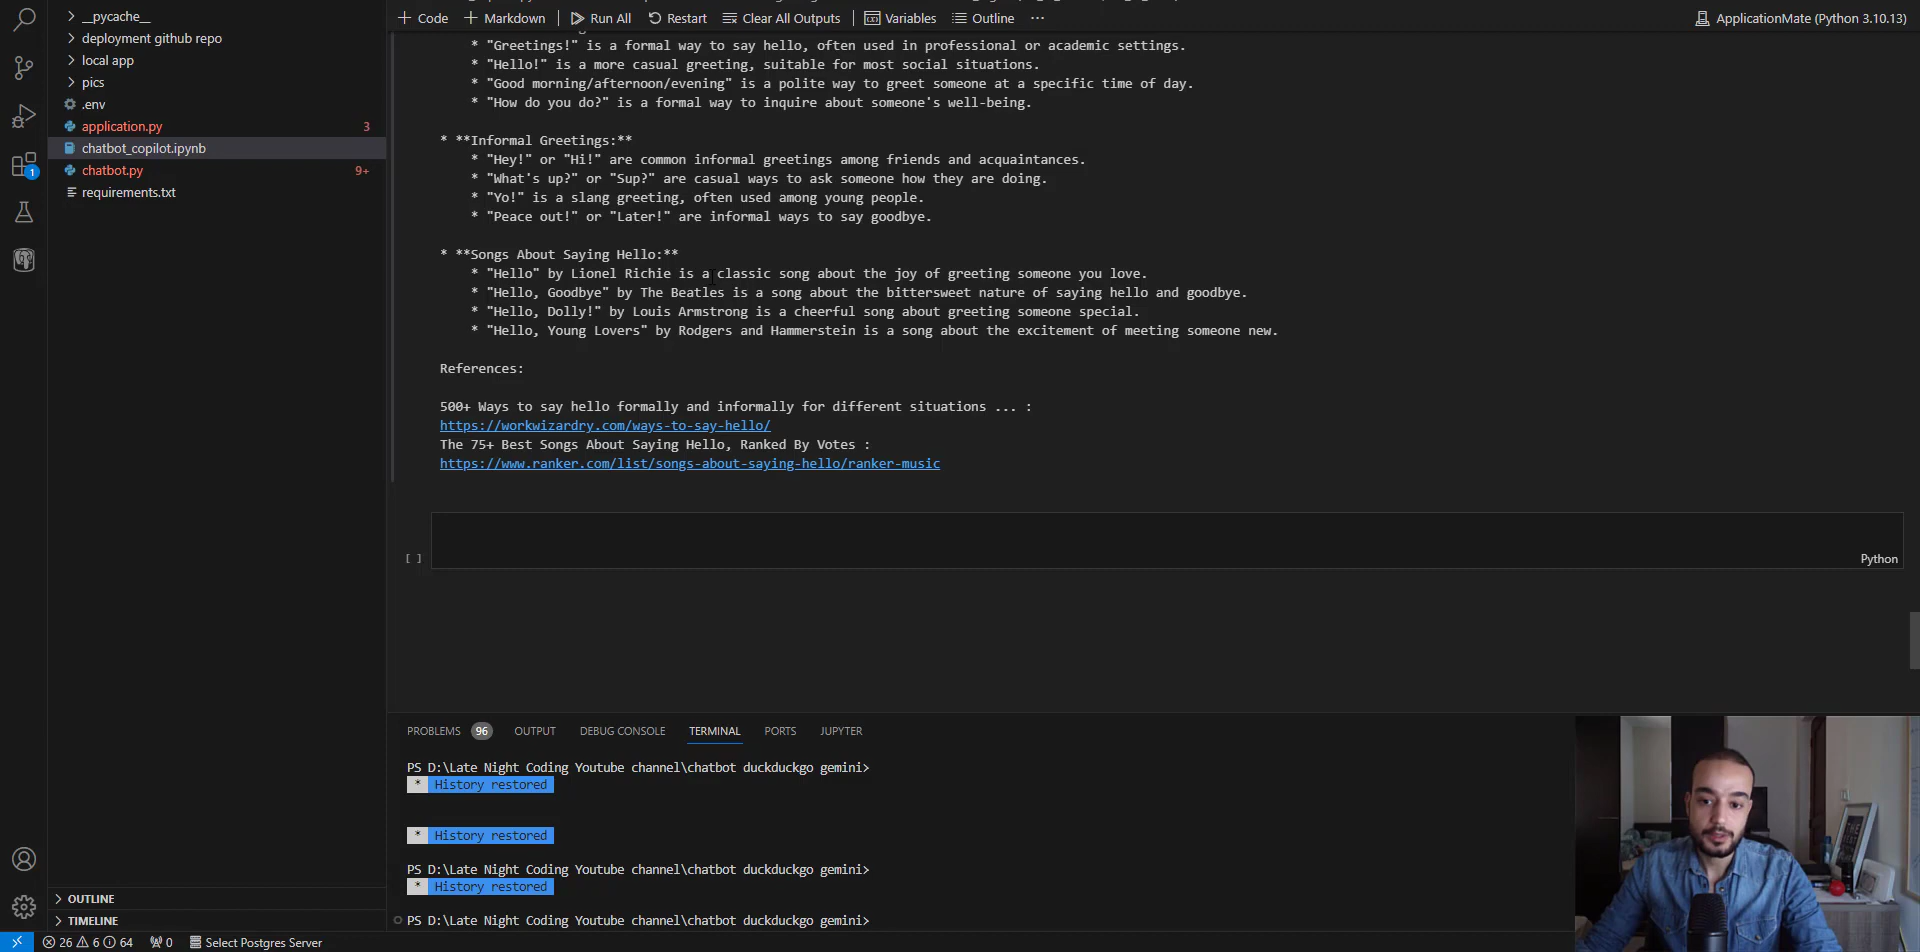 __pycache__
deployment github repo
local app
pics
.env
application.py 3
chatbot_copilot.ipynb
chatbot.py 9+
requirements.txt
1
OUTLINE
TIMELINE
Code Markdown Run All Restart Clear All Outputs Variables Outline ··· ApplicationMate (Python 3.10.13)
* "Greetings!" is a formal way to say hello, often used in professional or academic settings.
* "Hello!" is a more casual greeting, suitable for most social situations.
* "Good morning/afternoon/evening" is a polite way to greet someone at a specific time of day.
* "How do you do?" is a formal way to inquire about someone's well-being.
* **Informal Greetings:**
* "Hey!" or "Hi!" are common informal greetings among friends and acquaintances.
* "What's up?" or "Sup?" are casual ways to ask someone how they are doing.
* "Yo!" is a slang greeting, often used among young people.
* "Peace out!" or "Later!" are informal ways to say goodbye.
* **Songs About Saying Hello:**
* "Hello" by Lionel Richie is a classic song about the joy of greeting someone you love.
* "Hello, Goodbye" by The Beatles is a song about the bittersweet nature of saying hello and goodbye.
* "Hello, Dolly!" by Louis Armstrong is a cheerful song about greeting someone special.
* "Hello, Young Lovers" by Rodgers and Hammerstein is a song about the excitement of meeting someone new.
References:
500+ Ways to say hello formally and informally for different situations ... :
https://workwizardry.com/ways-to-say-hello/
The 75+ Best Songs About Saying Hello, Ranked By Votes :
https://www.ranker.com/list/songs-about-saying-hello/ranker-music
[ ]
Python
PROBLEMS 96 OUTPUT DEBUG CONSOLE TERMINAL PORTS JUPYTER
PS D:\Late Night Coding Youtube channel\chatbot duckduckgo gemini>
* History restored
* History restored
PS D:\Late Night Coding Youtube channel\chatbot duckduckgo gemini>
* History restored
PS D:\Late Night Coding Youtube channel\chatbot duckduckgo gemini>
26 6 64 0 Select Postgres Server